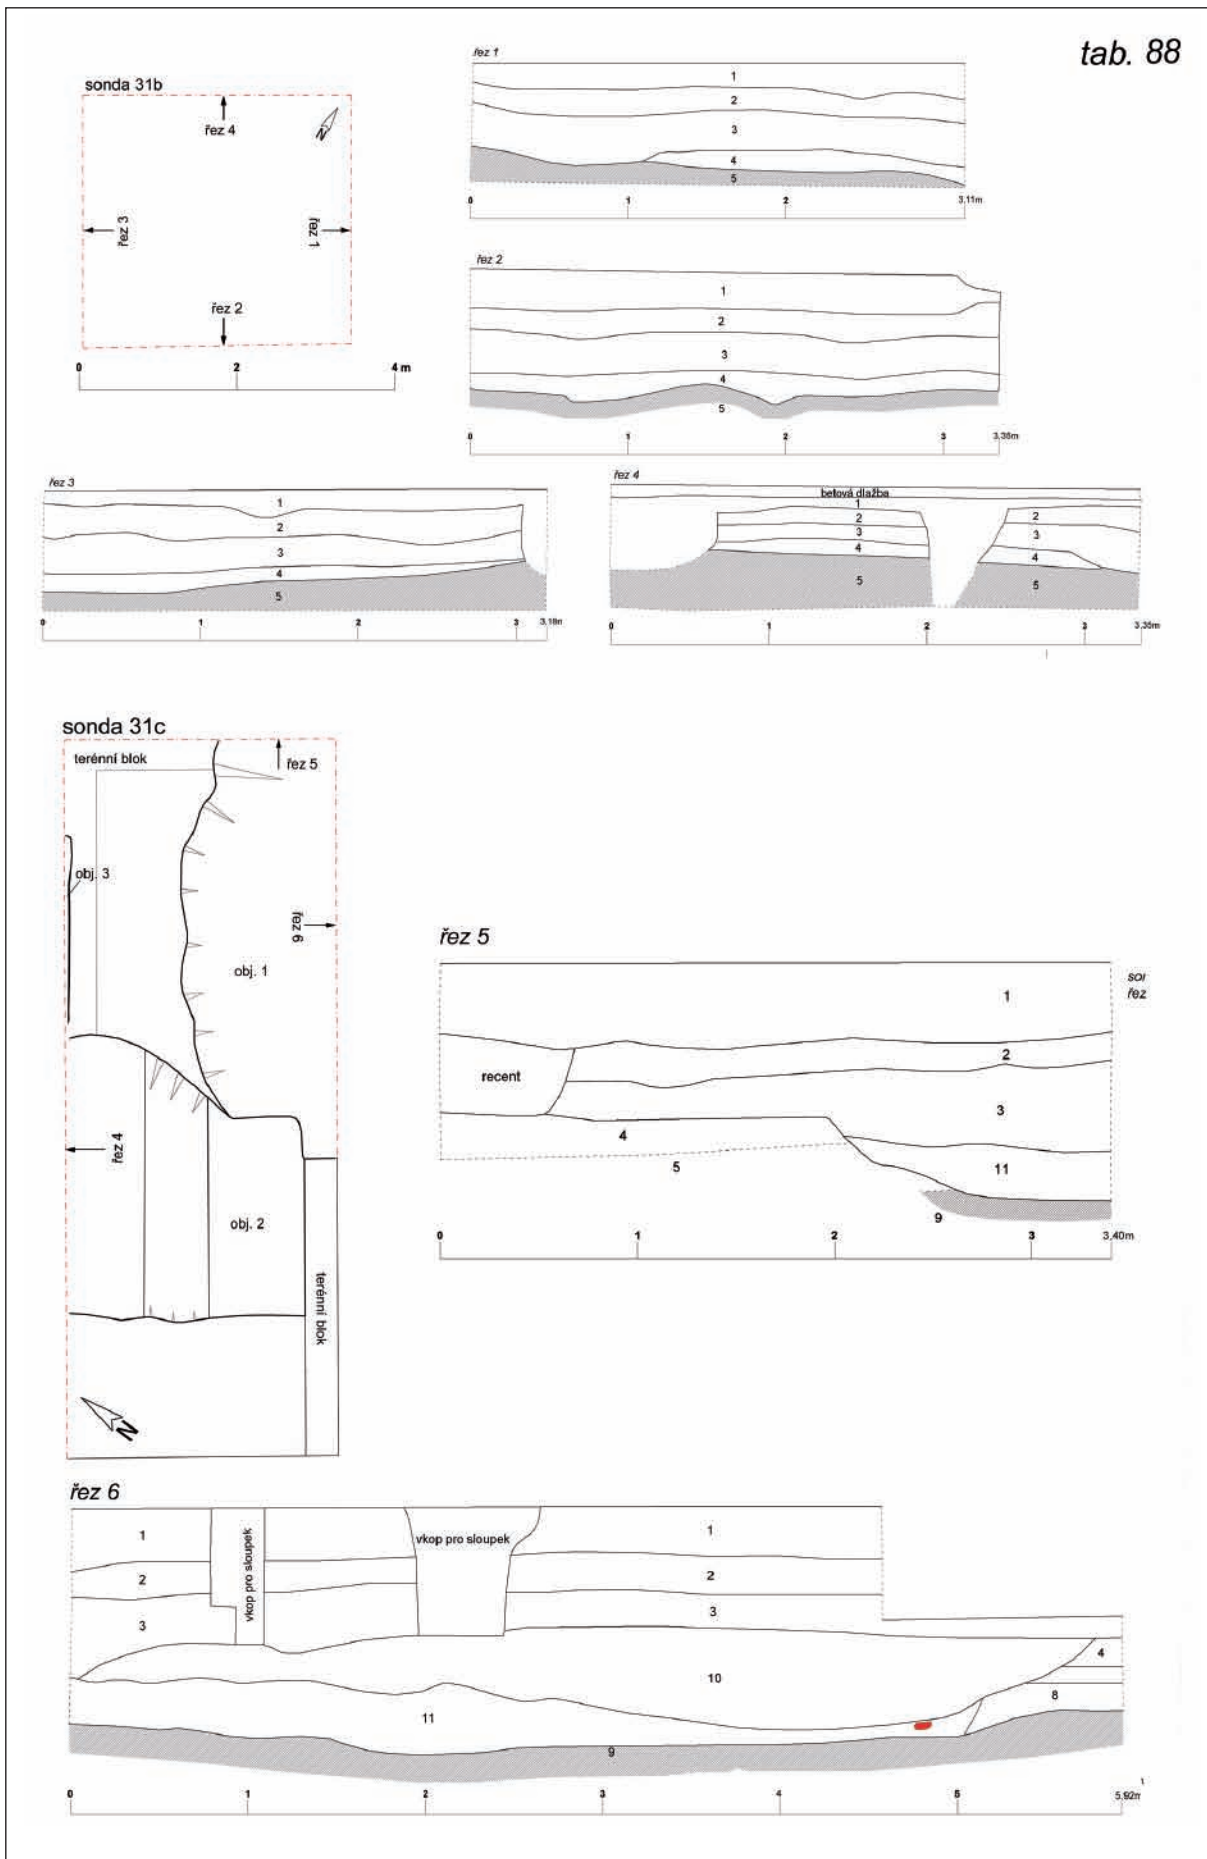 tab. 88
sonda 31b
řez 4
řez 3
řez 1
řez 2
N
0 2 4 m
řez 1
1
2
3
4
5
0 1 2 3,11m
řez 2
1
2
3
4
5
0 1 2 3
řez 3
1
2
3
4
5
0 1 2 3
řez 4
betová dlažba
1
2 2
3 3
4 4
5 5
0 1 2 3 3,35m
sonda 31c
terénní blok
řez 5
obj. 3
řez 6
obj. 1
řez 4
obj. 2
terénní blok
N
řez 5
řez
1
2
recent
3
4
5
11
9
0 1 2 3 3,40m
řez 6
1 vkop pro sloupek vkop pro sloupek 1
2 2
3 3
4
10
8
11
9
0 1 2 3 4 5 5,92m